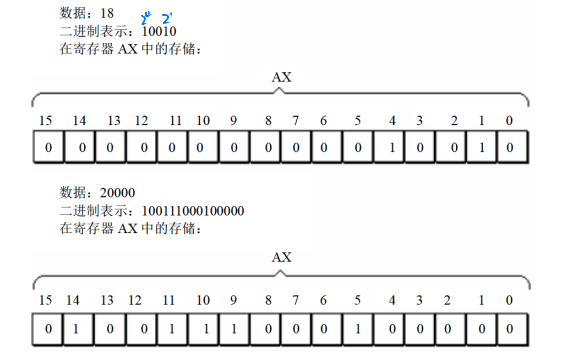 数据：18
2⁴ 2¹
二进制表示：10010
在寄存器 AX 中的存储：
AX
15 14 13 12 11 10 9 8 7 6 5 4 3 2 1 0
0 0 0 0 0 0 0 0 0 0 0 1 0 0 1 0
数据：20000
二进制表示：100111000100000
在寄存器 AX 中的存储：
AX
15 14 13 12 11 10 9 8 7 6 5 4 3 2 1 0
0 1 0 0 1 1 1 0 0 0 1 0 0 0 0 0